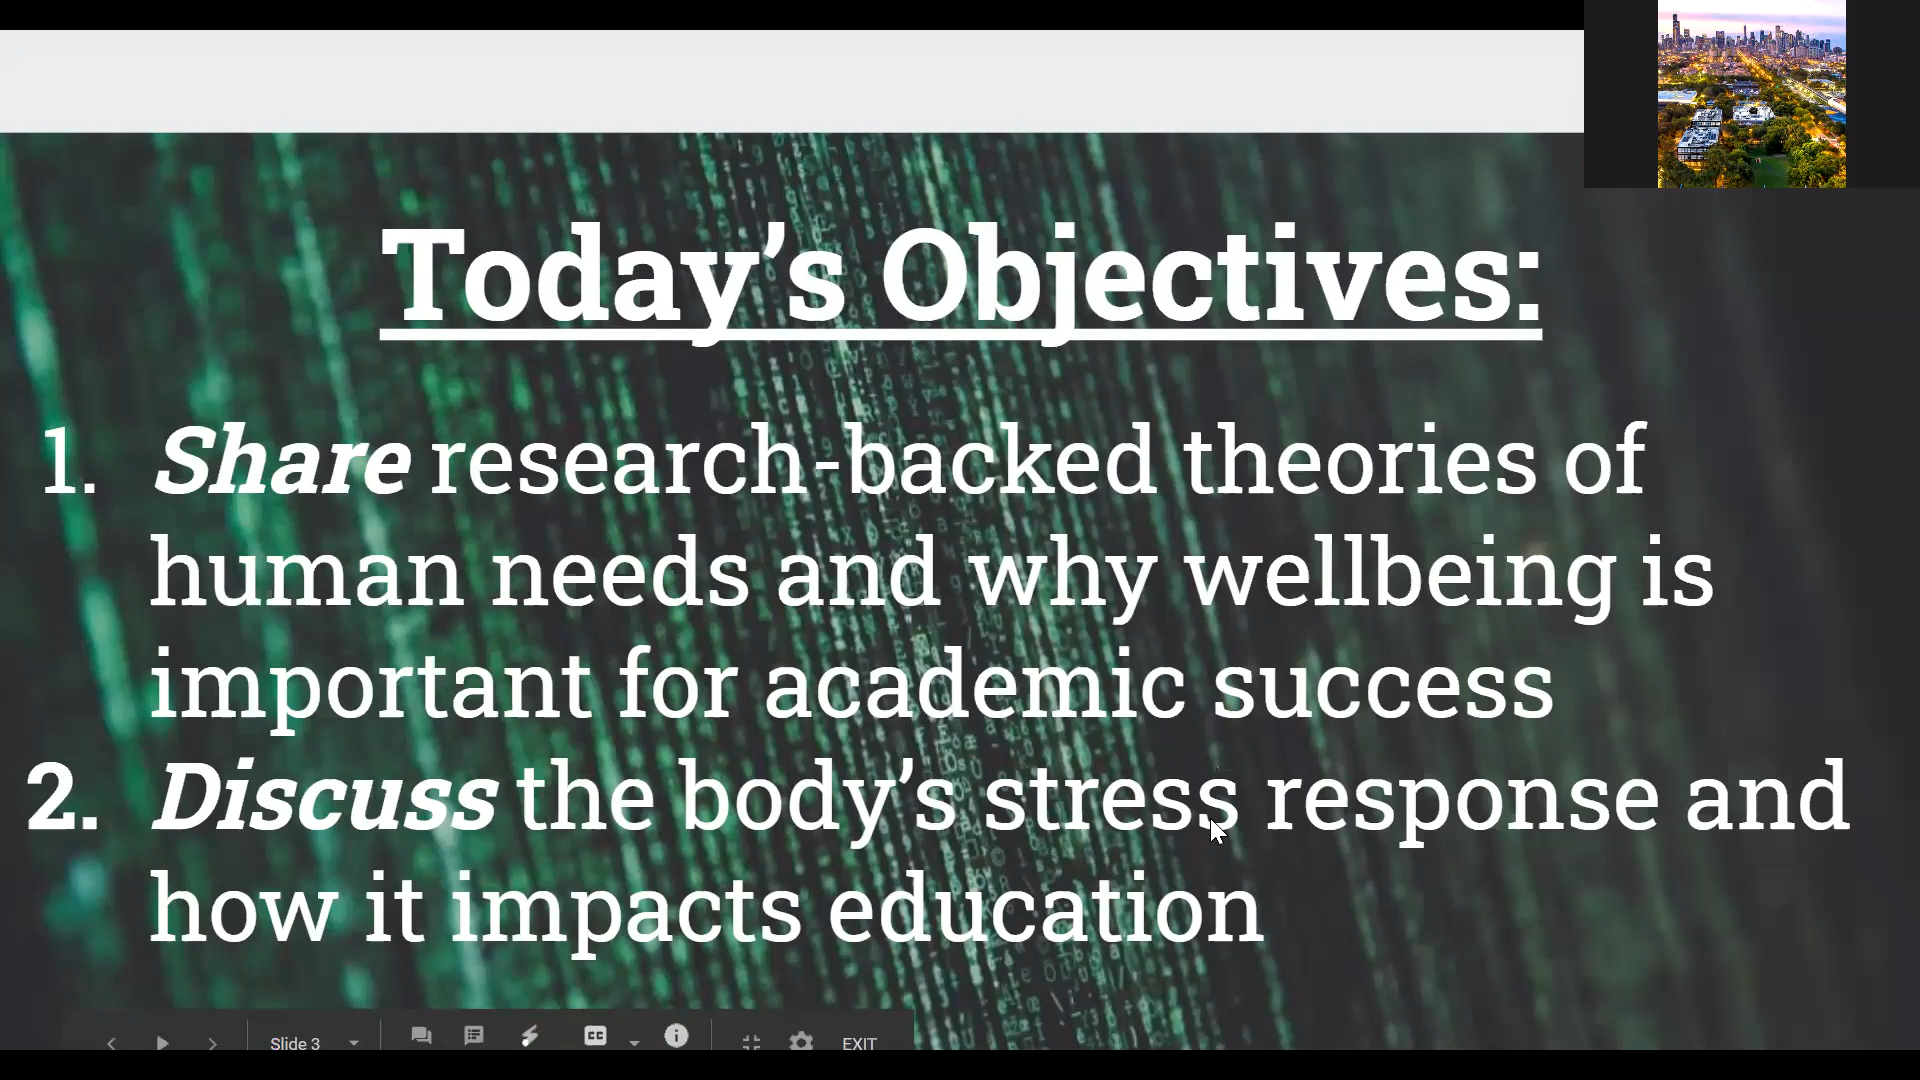 Today's Objectives:
1. Share research-backed theories of
human needs and why wellbeing is
important for academic success
2. Discuss the body's stress response and
how it impacts education
Slide 3
CC
EXIT